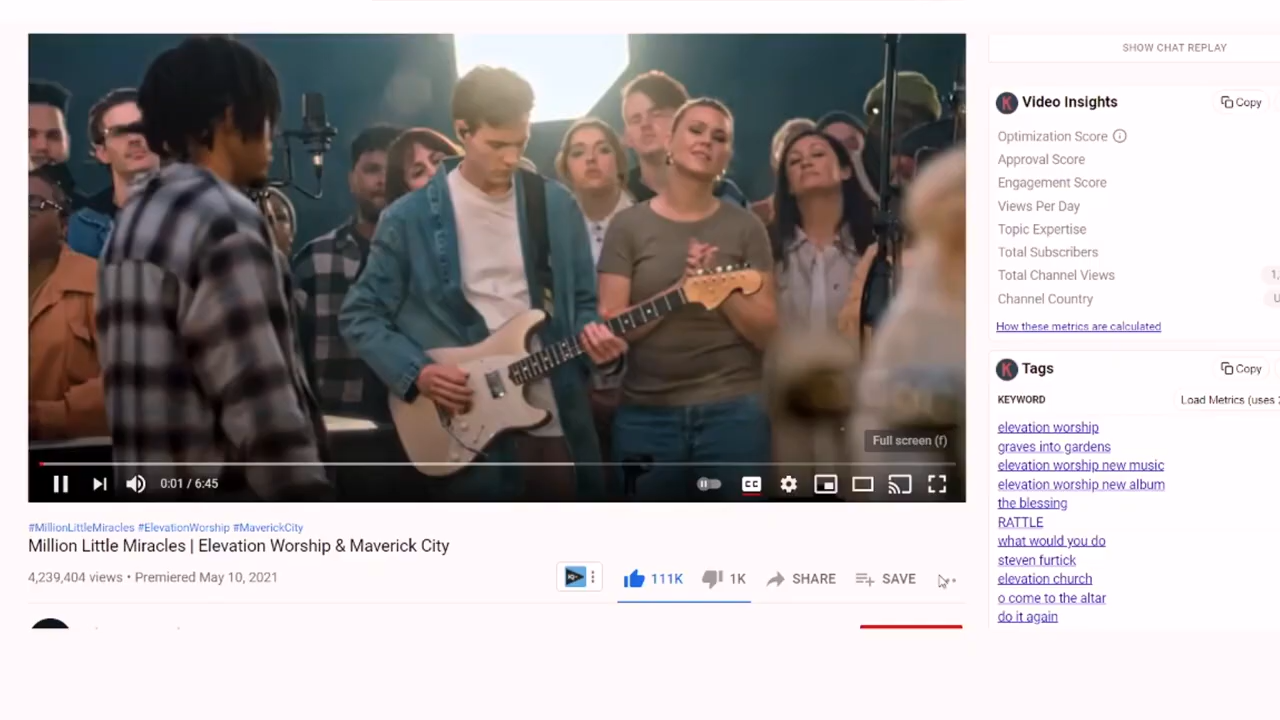 SHOW CHAT REPLAY
Video Insights
Copy
Optimization Score
Approval Score
Engagement Score
Views Per Day
Topic Expertise
Total Subscribers
Total Channel Views
1,
Channel Country
U
How these metrics are calculated
Tags
Copy
KEYWORD
Load Metrics (uses
elevation worship
graves into gardens
elevation worship new music
elevation worship new album
the blessing
RATTLE
what would you do
steven furtick
elevation church
o come to the altar
do it again
Full screen (f)
0:01 / 6:45
CC
#MillionLittleMiracles #ElevationWorship #MaverickCity
Million Little Miracles | Elevation Worship & Maverick City
4,239,404 views • Premiered May 10, 2021
111K
1K
SHARE
SAVE